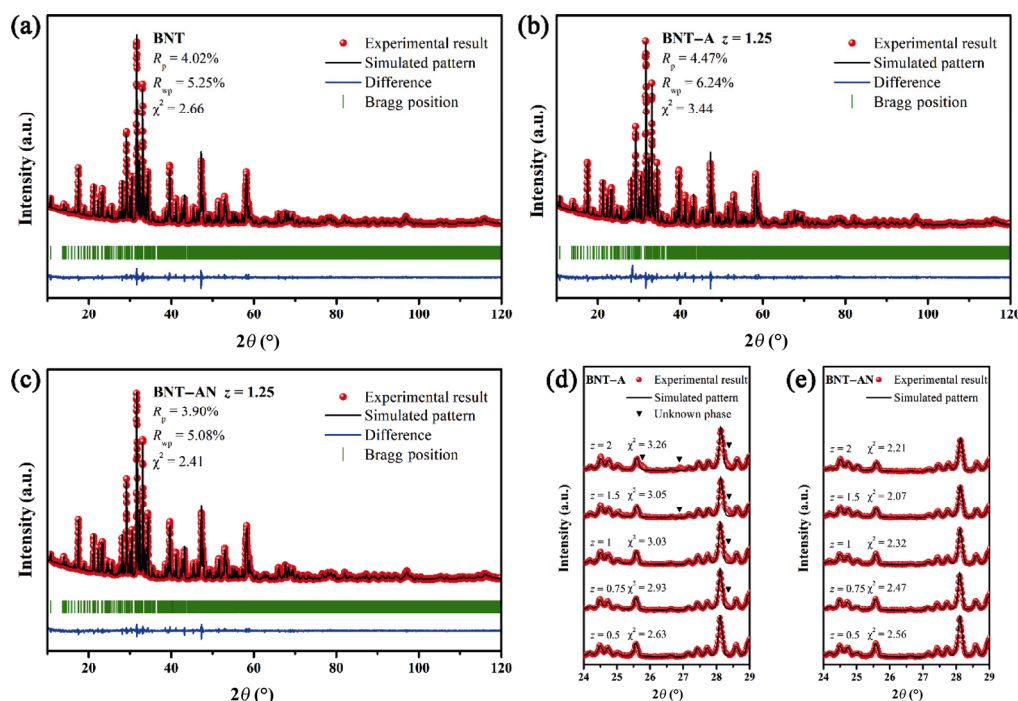 (a)
BNT
Rp = 4.02%
Rwp = 5.25%
χ² = 2.66
Experimental result
Simulated pattern
Difference
Bragg position
Intensity (a.u.)
20 40 60 80 100 120
2θ (°)
(b)
BNT–A z = 1.25
Rp = 4.47%
Rwp = 6.24%
χ² = 3.44
Experimental result
Simulated pattern
Difference
Bragg position
Intensity (a.u.)
20 40 60 80 100 120
2θ (°)
(c)
BNT–AN z = 1.25
Rp = 3.90%
Rwp = 5.08%
χ² = 2.41
Experimental result
Simulated pattern
Difference
Bragg position
Intensity (a.u.)
20 40 60 80 100 120
2θ (°)
(d)
BNT–A Experimental result
Simulated pattern
Unknown phase
z = 2 χ² = 3.26
z = 1.5 χ² = 3.05
z = 1 χ² = 3.03
z = 0.75 χ² = 2.93
z = 0.5 χ² = 2.63
Intensity (a.u.)
24 25 26 27 28 29
2θ (°)
(e)
BNT–AN Experimental result
Simulated pattern
z = 2 χ² = 2.21
z = 1.5 χ² = 2.07
z = 1 χ² = 2.32
z = 0.75 χ² = 2.47
z = 0.5 χ² = 2.56
Intensity (a.u.)
24 25 26 27 28 29
2θ (°)